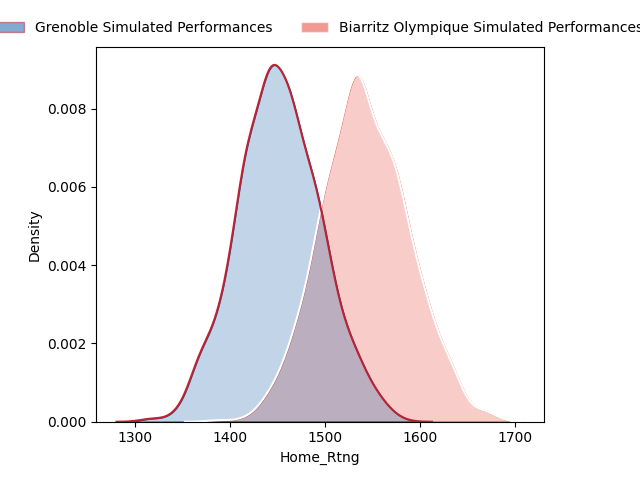 Grenoble Simulated Performances Biarritz Olympique Simulated Performances
0.008
0.006
0.004
0.002
0.000
Density
1300 1400 1500 1600 1700
Home_Rtng